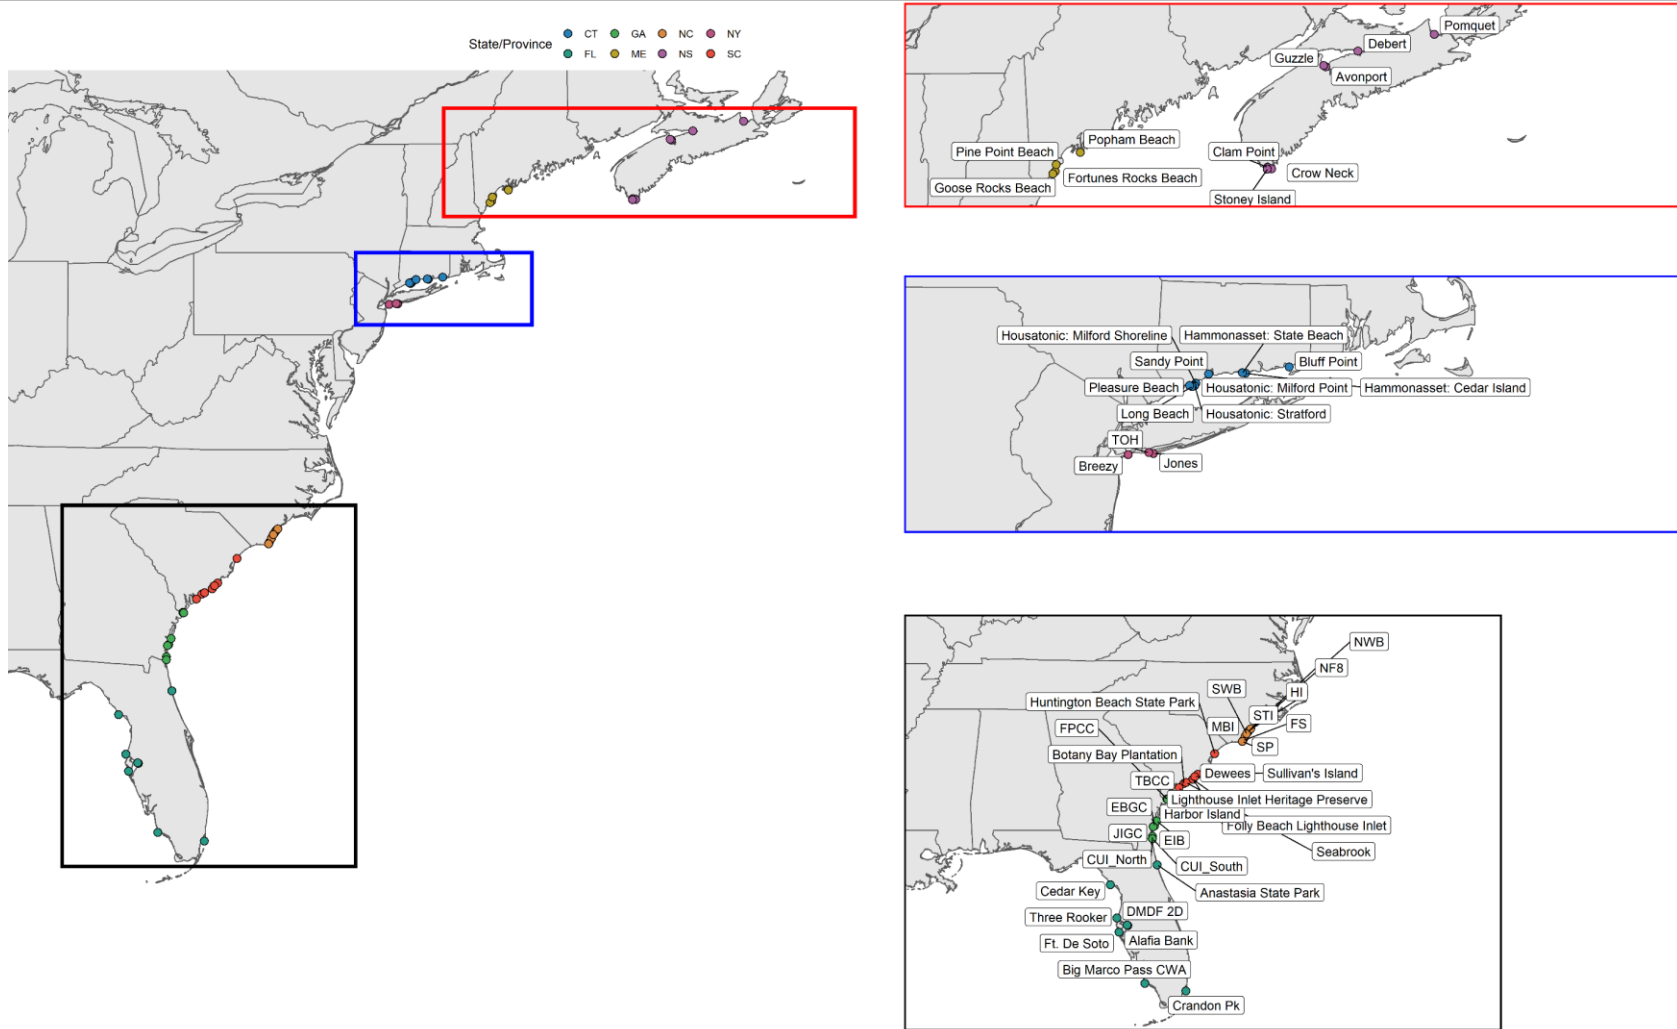 State/Province
CT
GA
NC
NY
FL
ME
NS
SC
Pomquet
Debert
Guzzle
Avonport
Popham Beach
Pine Point Beach
Clam Point
Fortunes Rocks Beach
Crow Neck
Goose Rocks Beach
Stoney Island
Housatonic: Milford Shoreline
Hammonasset: State Beach
Sandy Point
Bluff Point
Pleasure Beach
Housatonic: Milford Point
Hammonasset: Cedar Island
Long Beach
Housatonic: Stratford
TOH
Breezy
Jones
NWB
NF8
SWB
HI
Huntington Beach State Park
STI
FS
FPCC
MBI
SP
Botany Bay Plantation
TBCC
Dewees
Sullivan's Island
Lighthouse Inlet Heritage Preserve
EBGC
Harbor Island
Folly Beach Lighthouse Inlet
JIGC
EIB
Seabrook
CUI_North
CUI_South
Cedar Key
Anastasia State Park
Three Rooker
DMDF 2D
Ft. De Soto
Alafia Bank
Big Marco Pass CWA
Crandon Pk